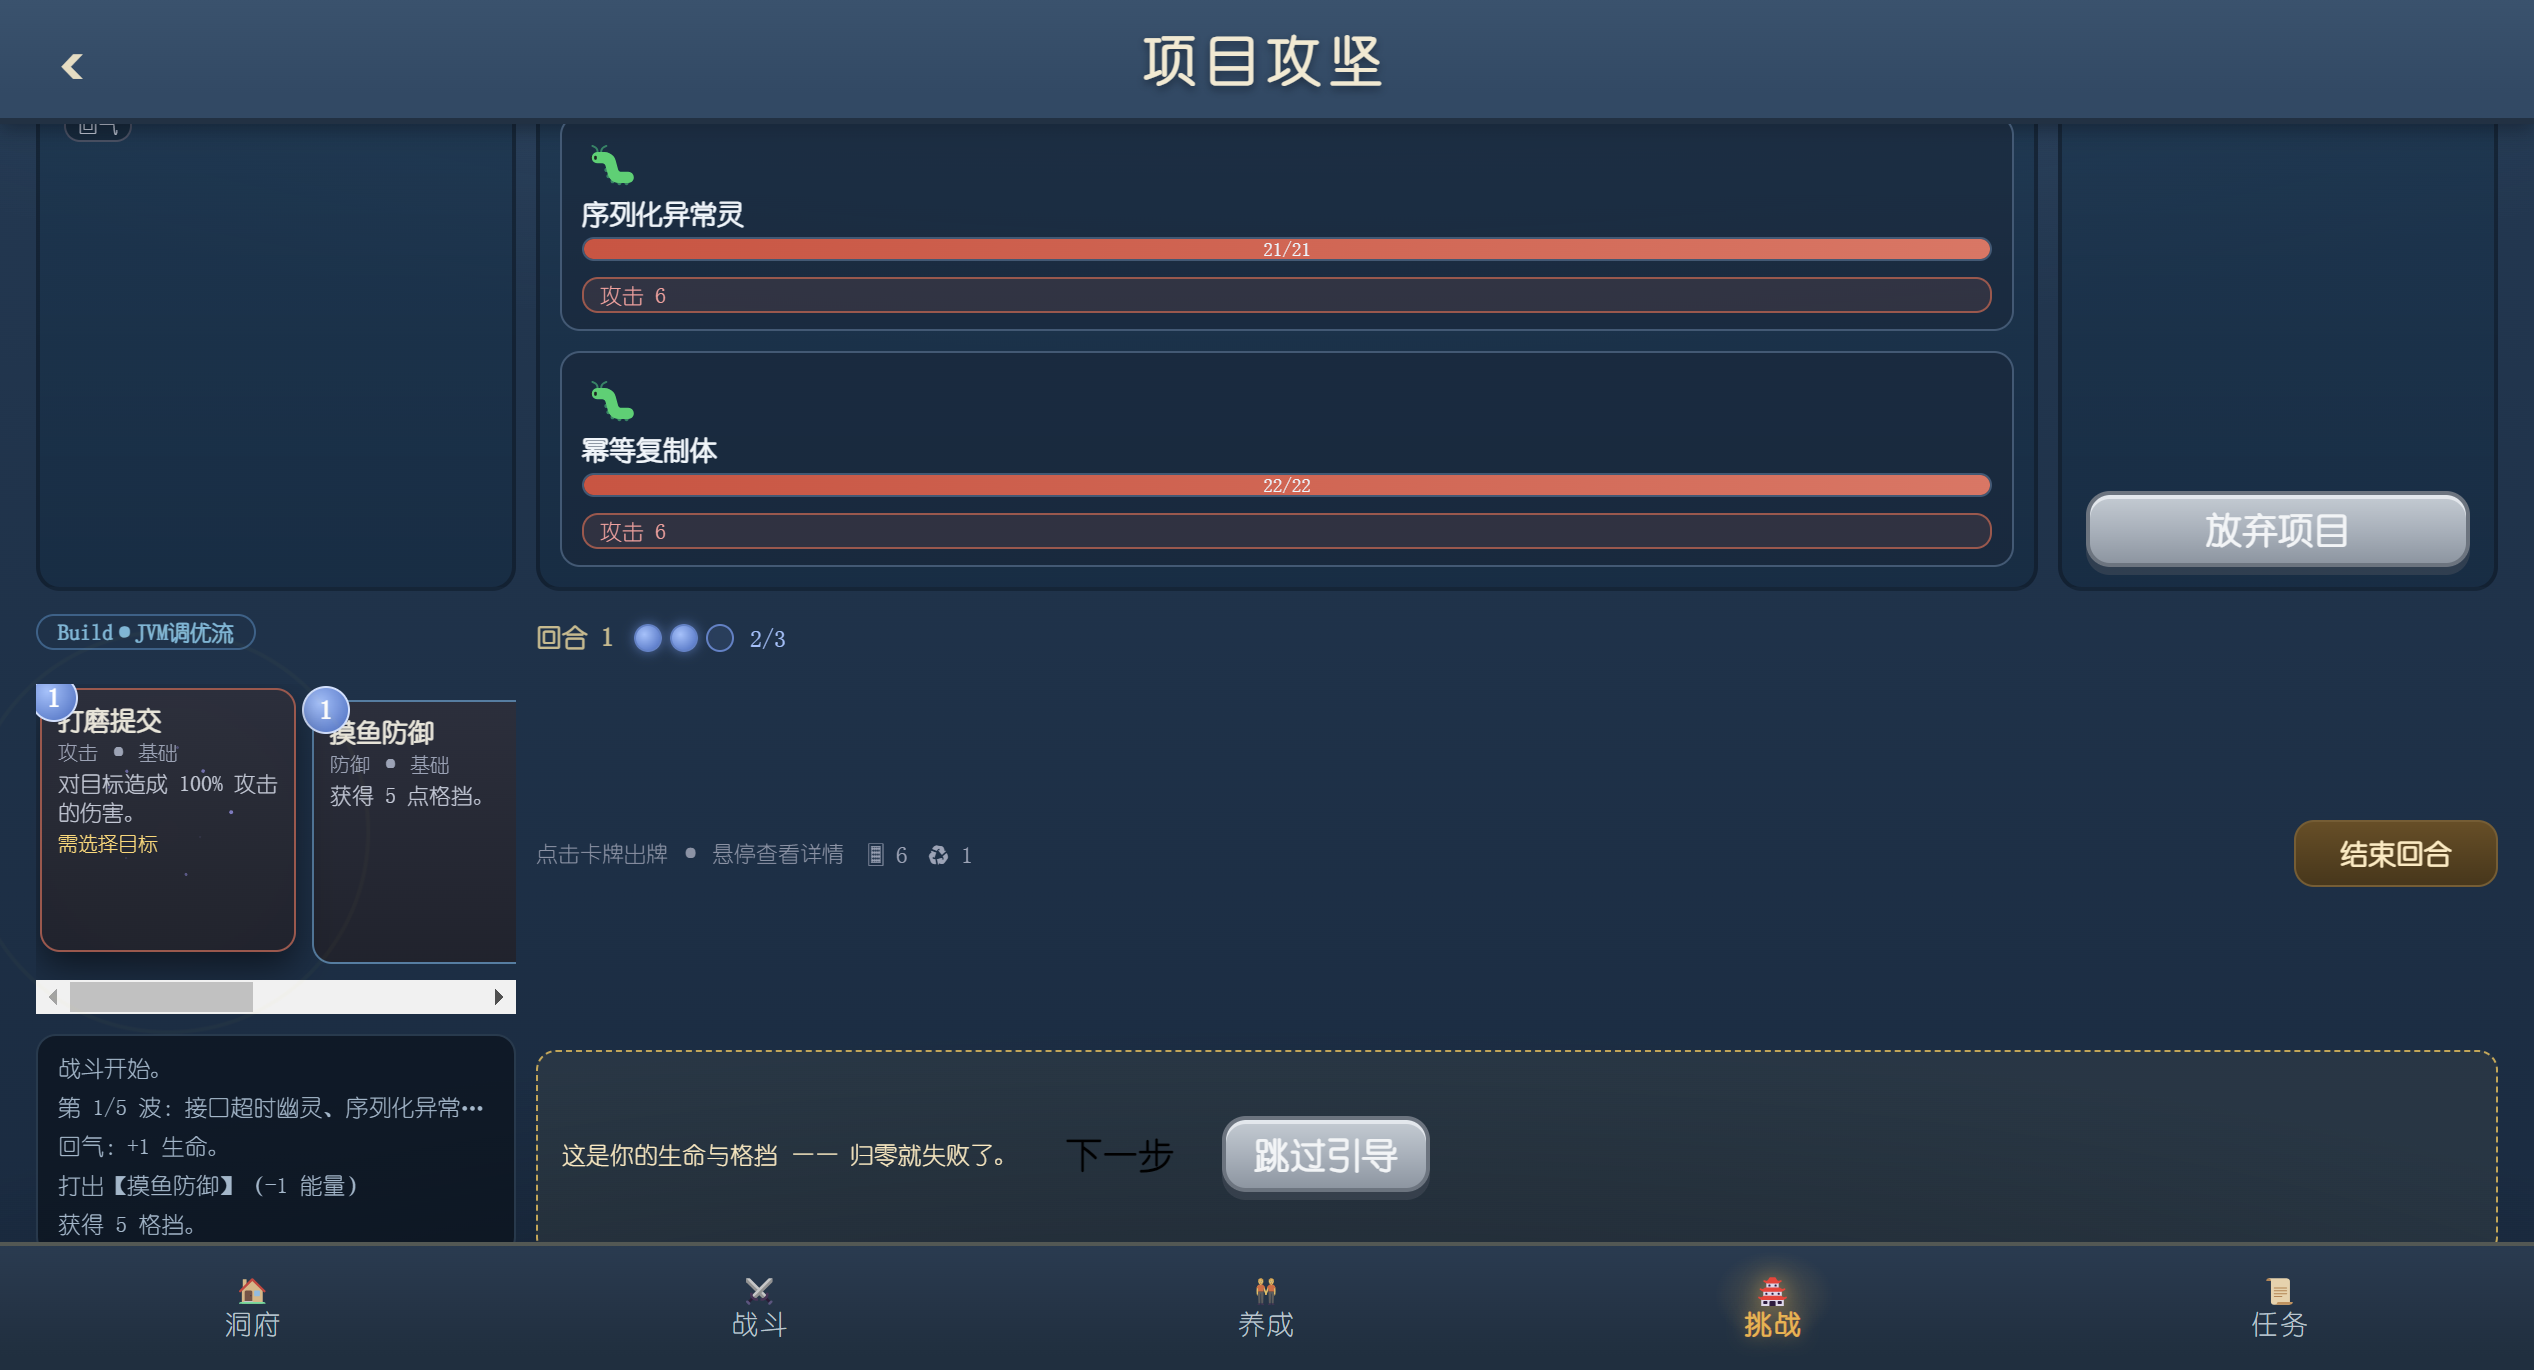 项目攻坚
回气
序列化异常灵
21/21
攻击 6
幂等复制体
22/22
攻击 6
放弃项目
Build●JVM调优流
回合 1 2/3
1
打磨提交
攻击 ● 基础
对目标造成 100% 攻击
的伤害。
需选择目标
1
摸鱼防御
防御 ● 基础
获得 5 点格挡。
点击卡牌出牌 ● 悬停查看详情 6 1
结束回合
战斗开始。
第 1/5 波: 接口超时幽灵、序列化异常…
回气: +1 生命。
打出【摸鱼防御】 (-1 能量)
获得 5 格挡。
这是你的生命与格挡 —— 归零就失败了。
下一步
跳过引导
洞府
战斗
养成
挑战
任务